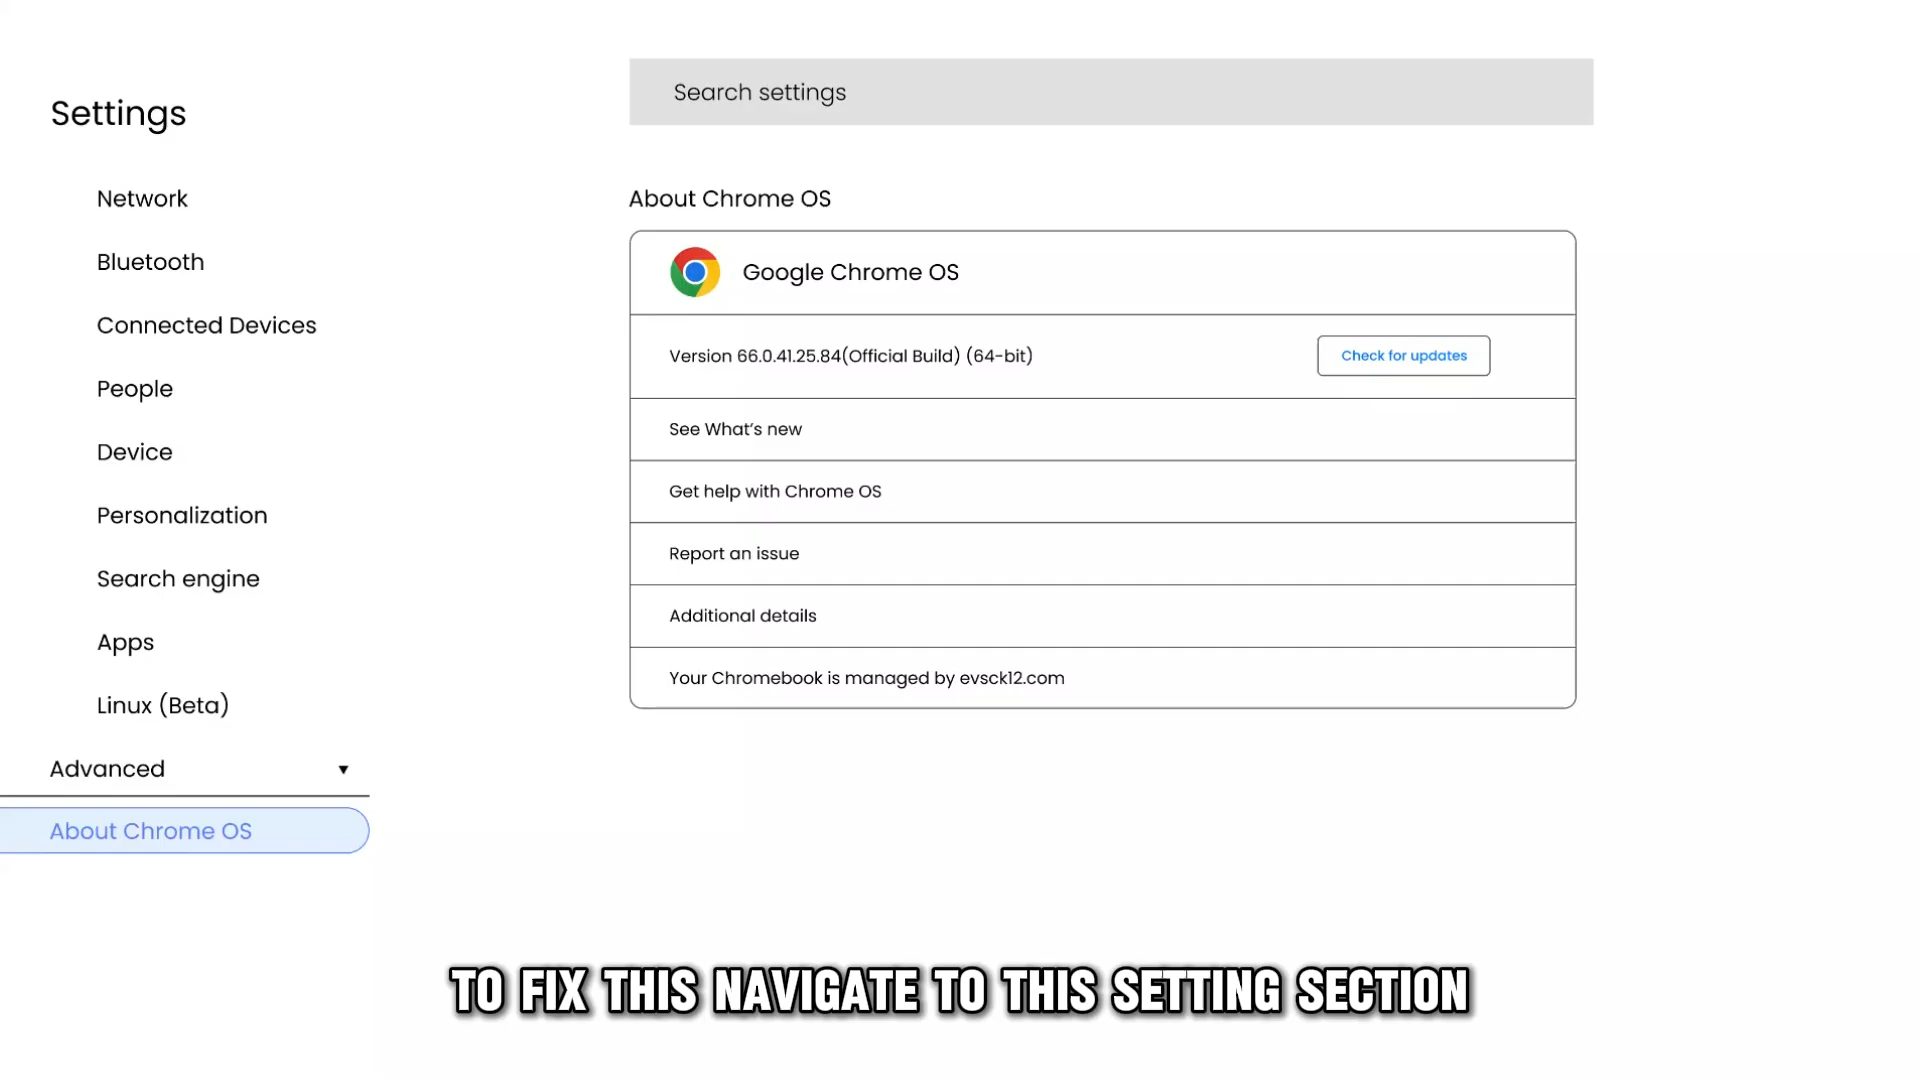 Settings
Network
Bluetooth
Connected Devices
People
Device
Personalization
Search engine
Apps
Linux (Beta)
Advanced
About Chrome OS
Search settings
About Chrome OS
Google Chrome OS
Version 66.0.41.25.84(Official Build) (64-bit)
Check for updates
See What's new
Get help with Chrome OS
Report an issue
Additional details
Your Chromebook is managed by evsck12.com
TO FIX THIS NAVIGATE TO THIS SETTING SECTION